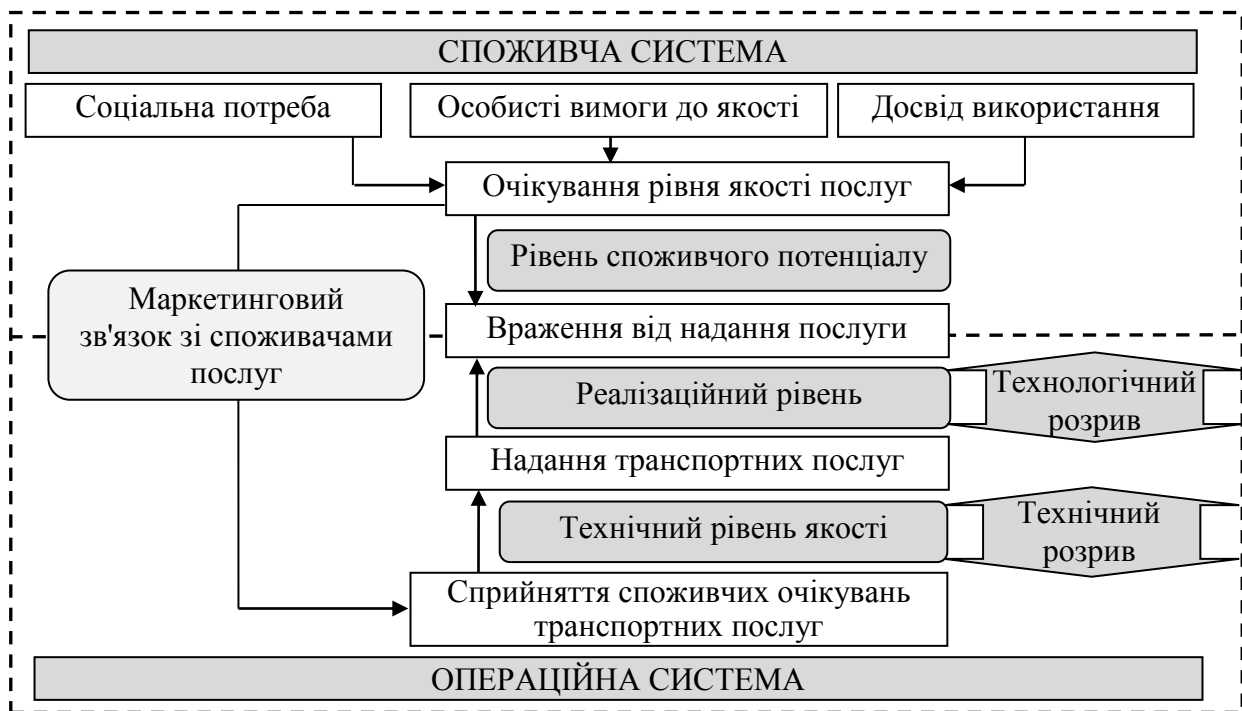 СПОЖИВЧА СИСТЕМА
Соціальна потреба
Особисті вимоги до якості
Досвід використання
Очікування рівня якості послуг
Рівень споживчого потенціалу
Маркетинговий
зв'язок зі споживачами
послуг
Враження від надання послуги
Реалізаційний рівень
Технологічний
розрив
Надання транспортних послуг
Технічний рівень якості
Технічний
розрив
Сприйняття споживчих очікувань
транспортних послуг
ОПЕРАЦІЙНА СИСТЕМА